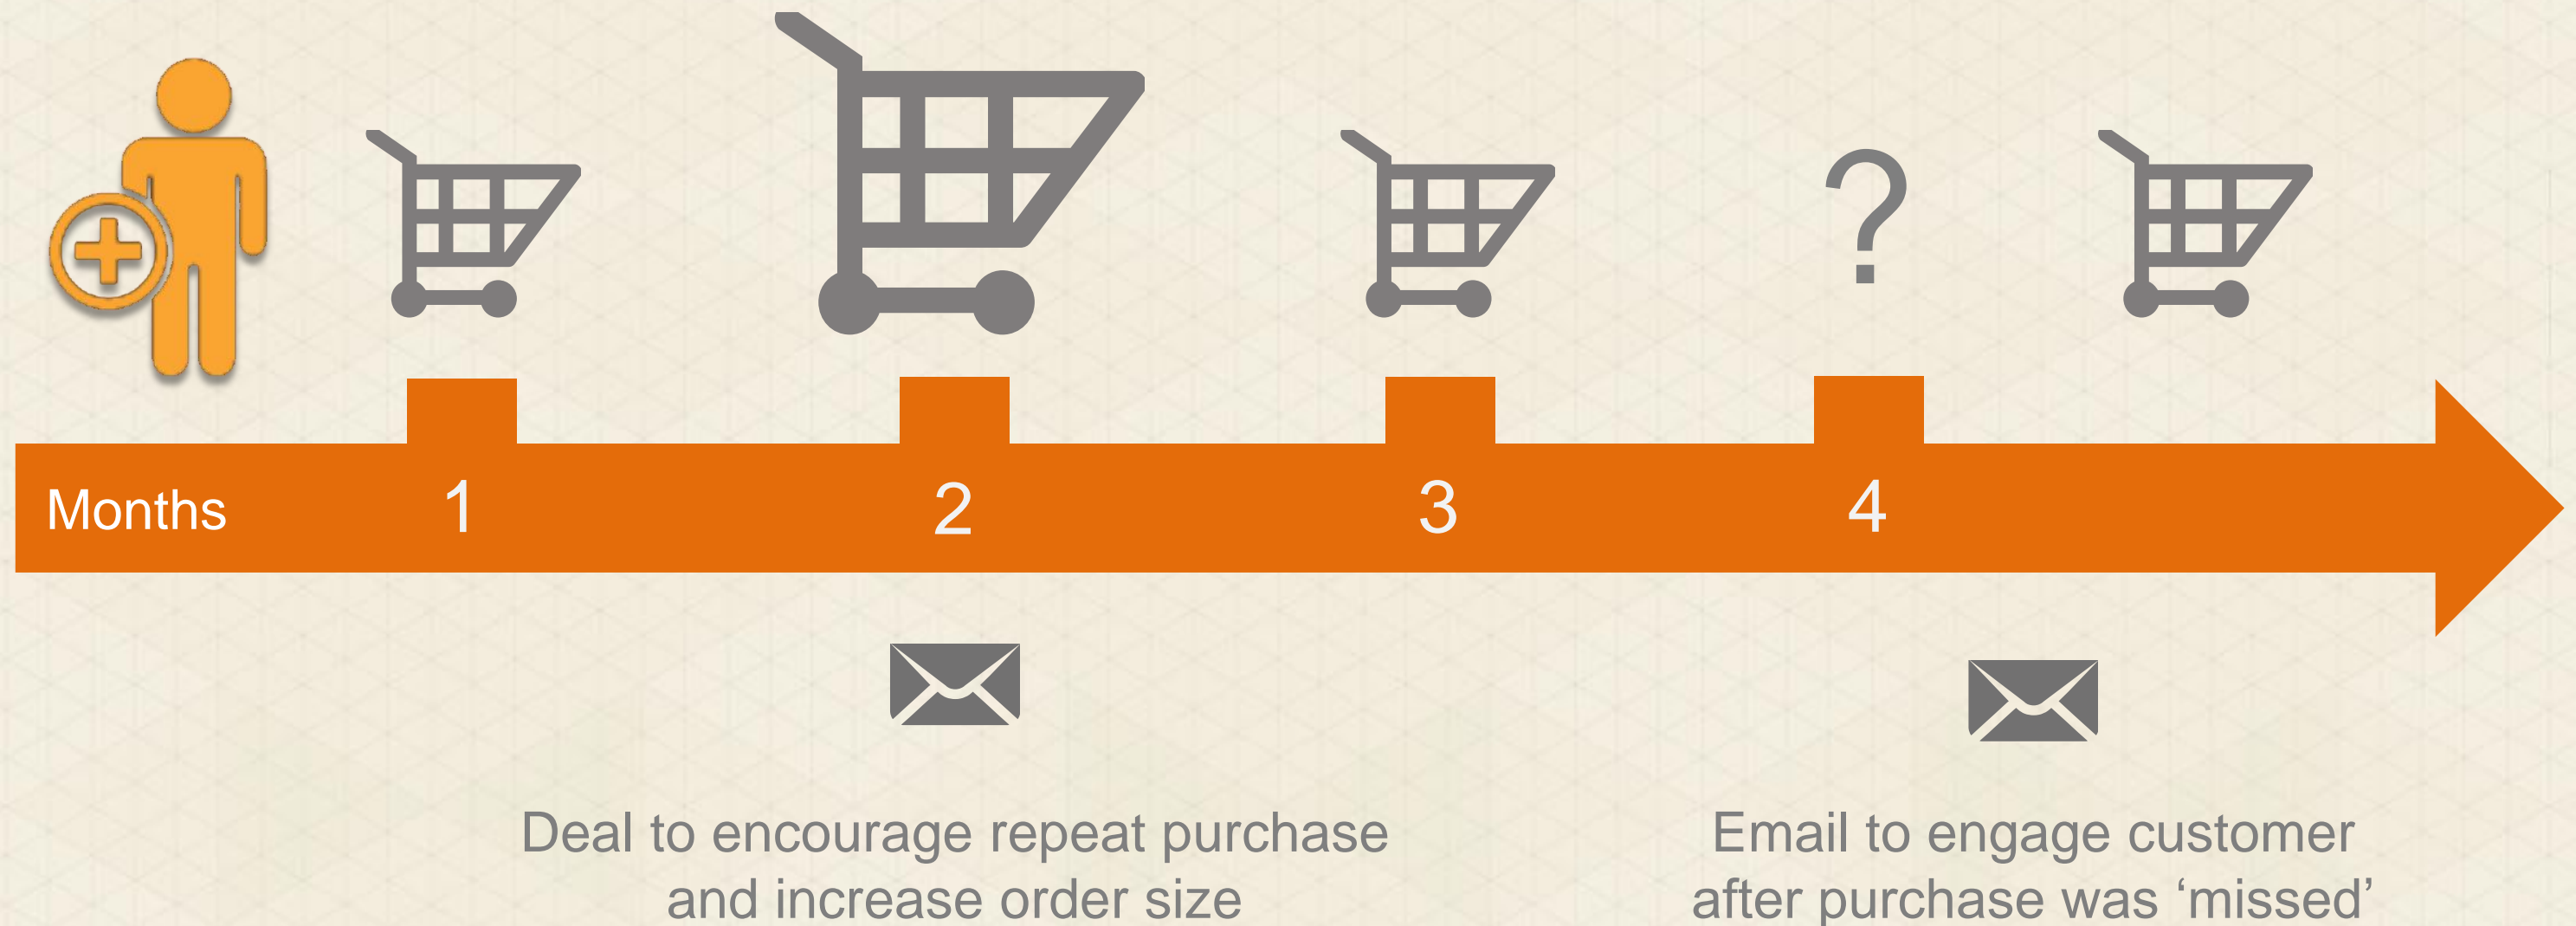 ?
Months 1 2 3 4
Deal to encourage repeat purchase
and increase order size
Email to engage customer
after purchase was ‘missed’